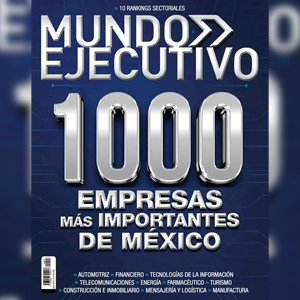 » 10 RANKINGS SECTORIALES
MUNDO»
EJECUTIVO
1000
EMPRESAS
MÁS IMPORTANTES
DE MÉXICO
» AUTOMOTRIZ » FINANCIERO » TECNOLOGÍAS DE LA INFORMACIÓN
» TELECOMUNICACIONES » ENERGÍA » FARMACÉUTICO » TURISMO
» CONSTRUCCIÓN E INMOBILIARIO » MENSAJERÍA Y LOGÍSTICA » MANUFACTURA